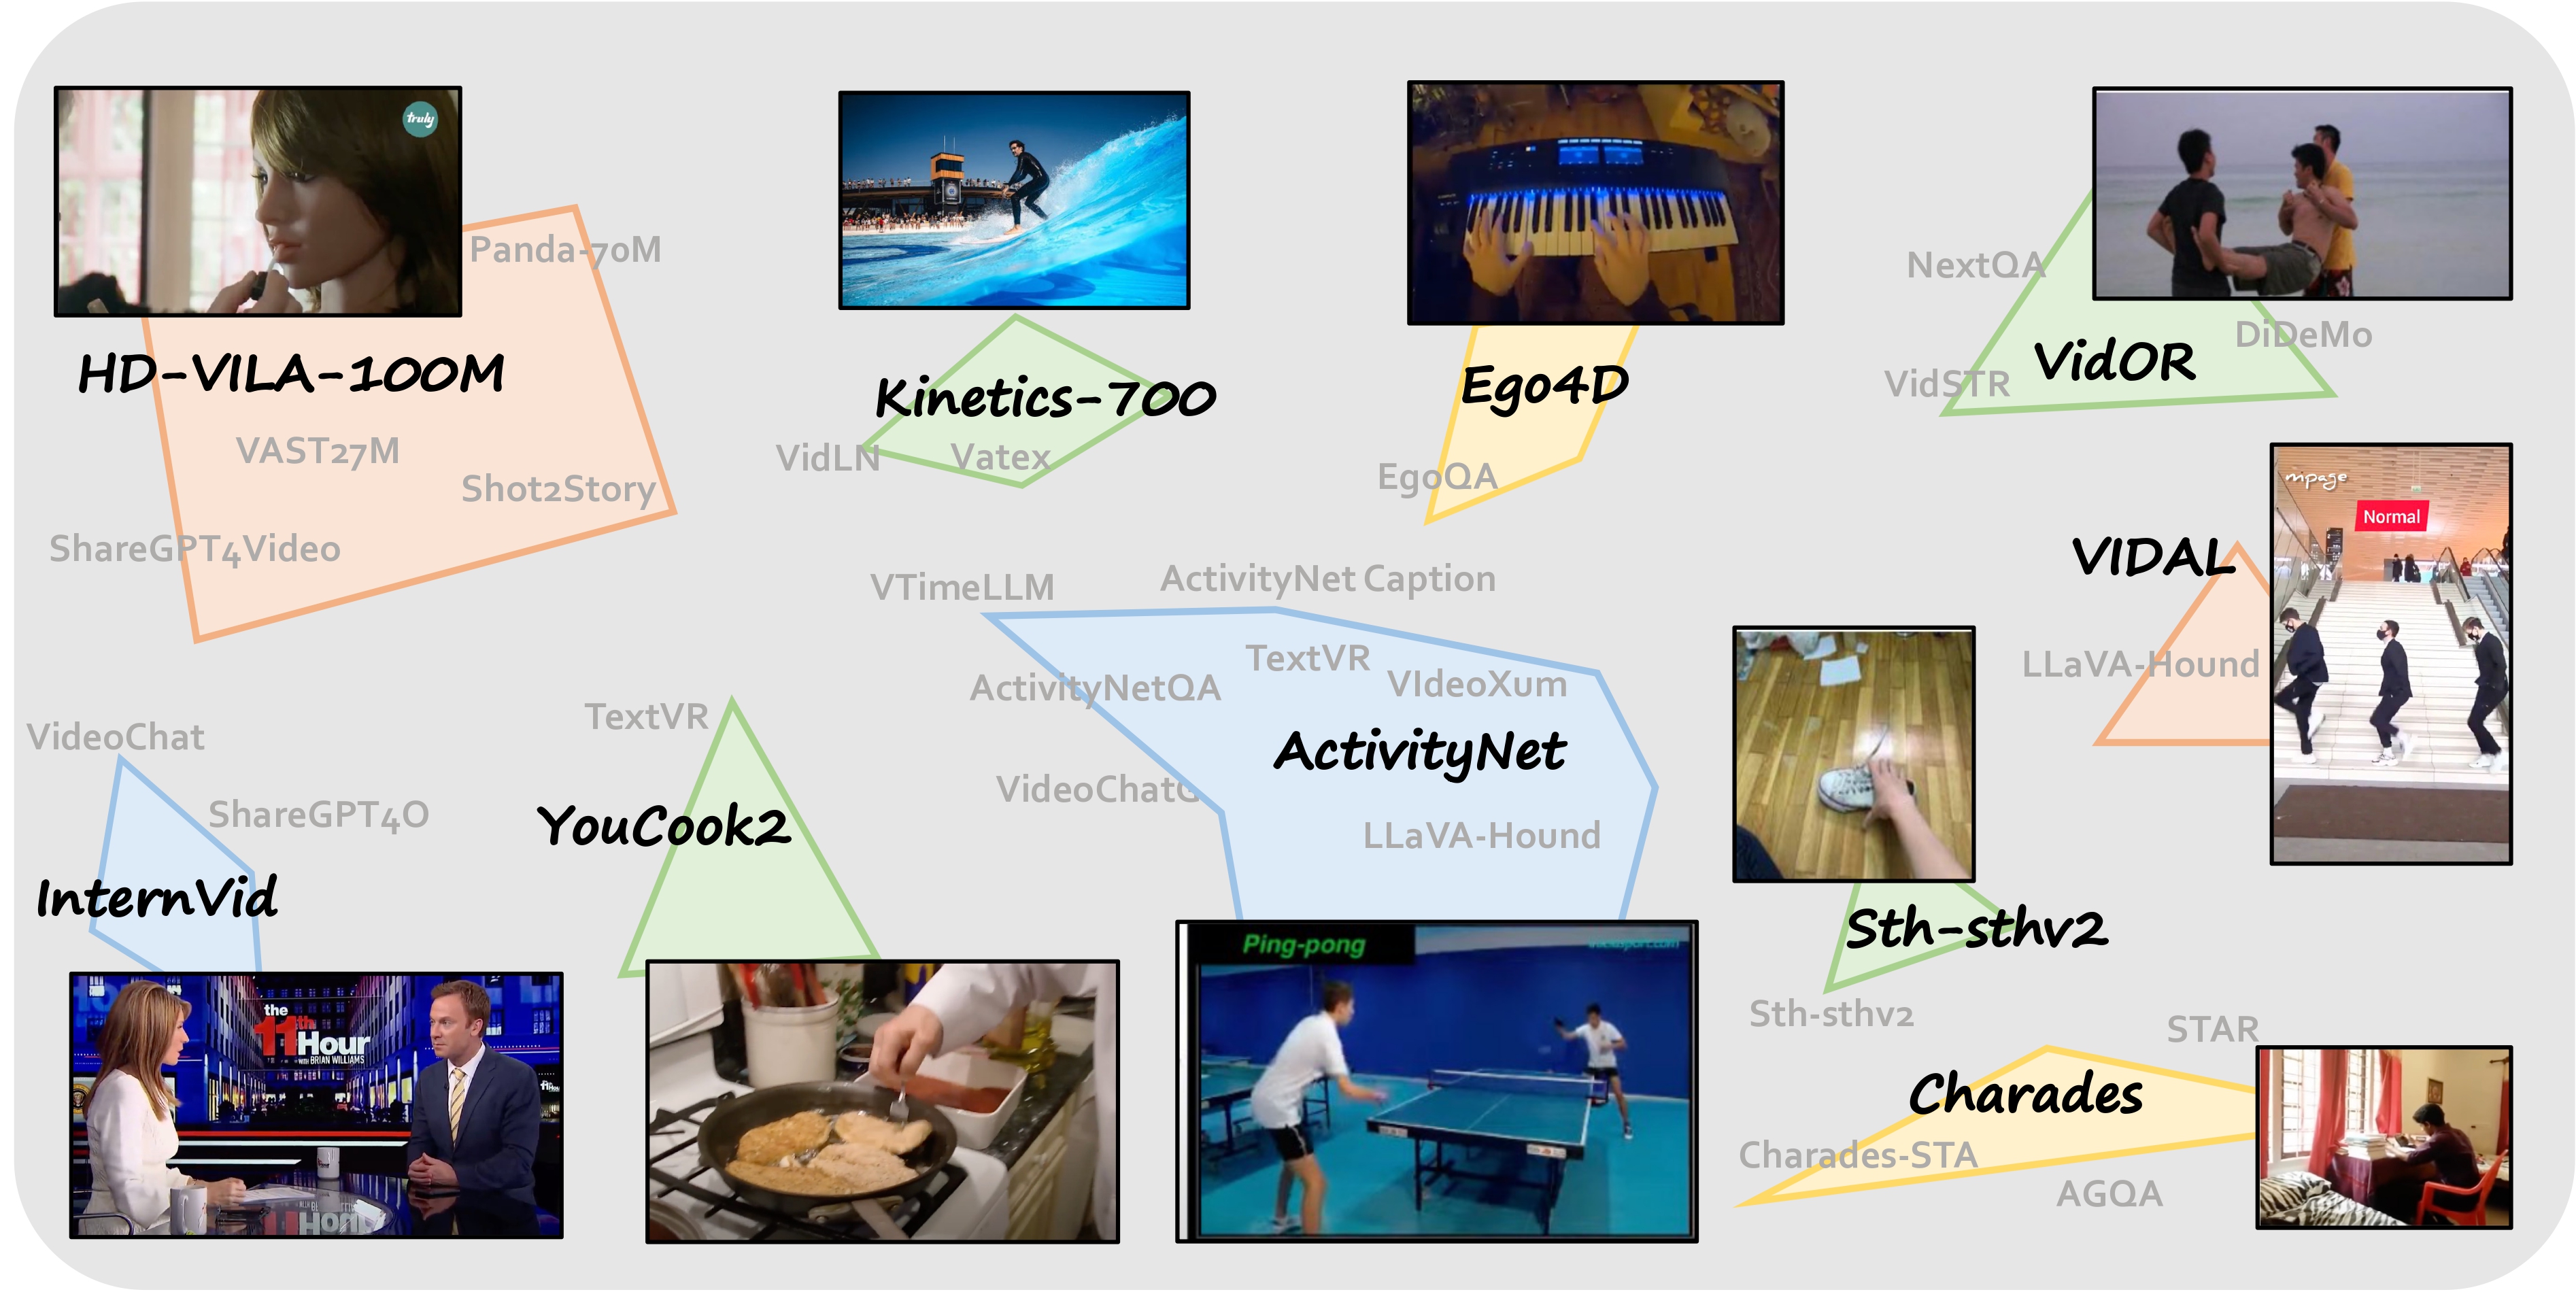 truly
Panda-70M
HD-VILA-100M
VAST27M
Shot2Story
ShareGPT4Video
Kinetics-700
VidLN
Vatex
Ego4D
EgoQA
NextQA
DiDeMo
VidOR
VidSTR
mpage
Normal
VIDAL
LLaVA-Hound
VTimeLLM
ActivityNet Caption
TextVR
VIdeoXum
ActivityNetQA
ActivityNet
VideoChatG
LLaVA-Hound
Ping-pong
TextVR
YouCook2
VideoChat
ShareGPT4O
InternVid
the
11th
Hour
WITH BRIAN WILLIAMS
Sth-sthv2
Sth-sthv2
STAR
Charades
Charades-STA
AGQA